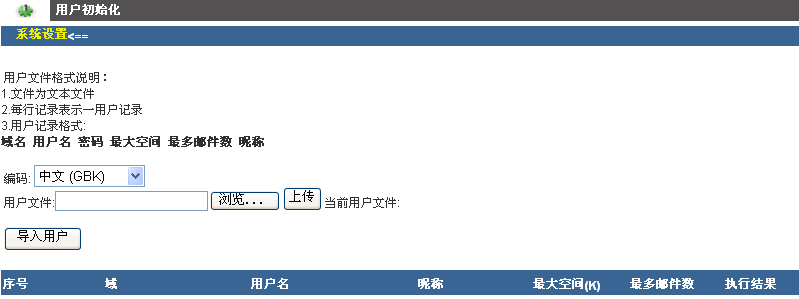 用户初始化
系统设置<==
用户文件格式说明：
1.文件为文本文件
2.每行记录表示一用户记录
3.用户记录格式:
域名 用户名 密码 最大空间 最多邮件数 昵称
编码: 中文 (GBK)
用户文件: 浏览... 上传 当前用户文件:
导入用户
序号 域 用户名 昵称 最大空间(K) 最多邮件数 执行结果